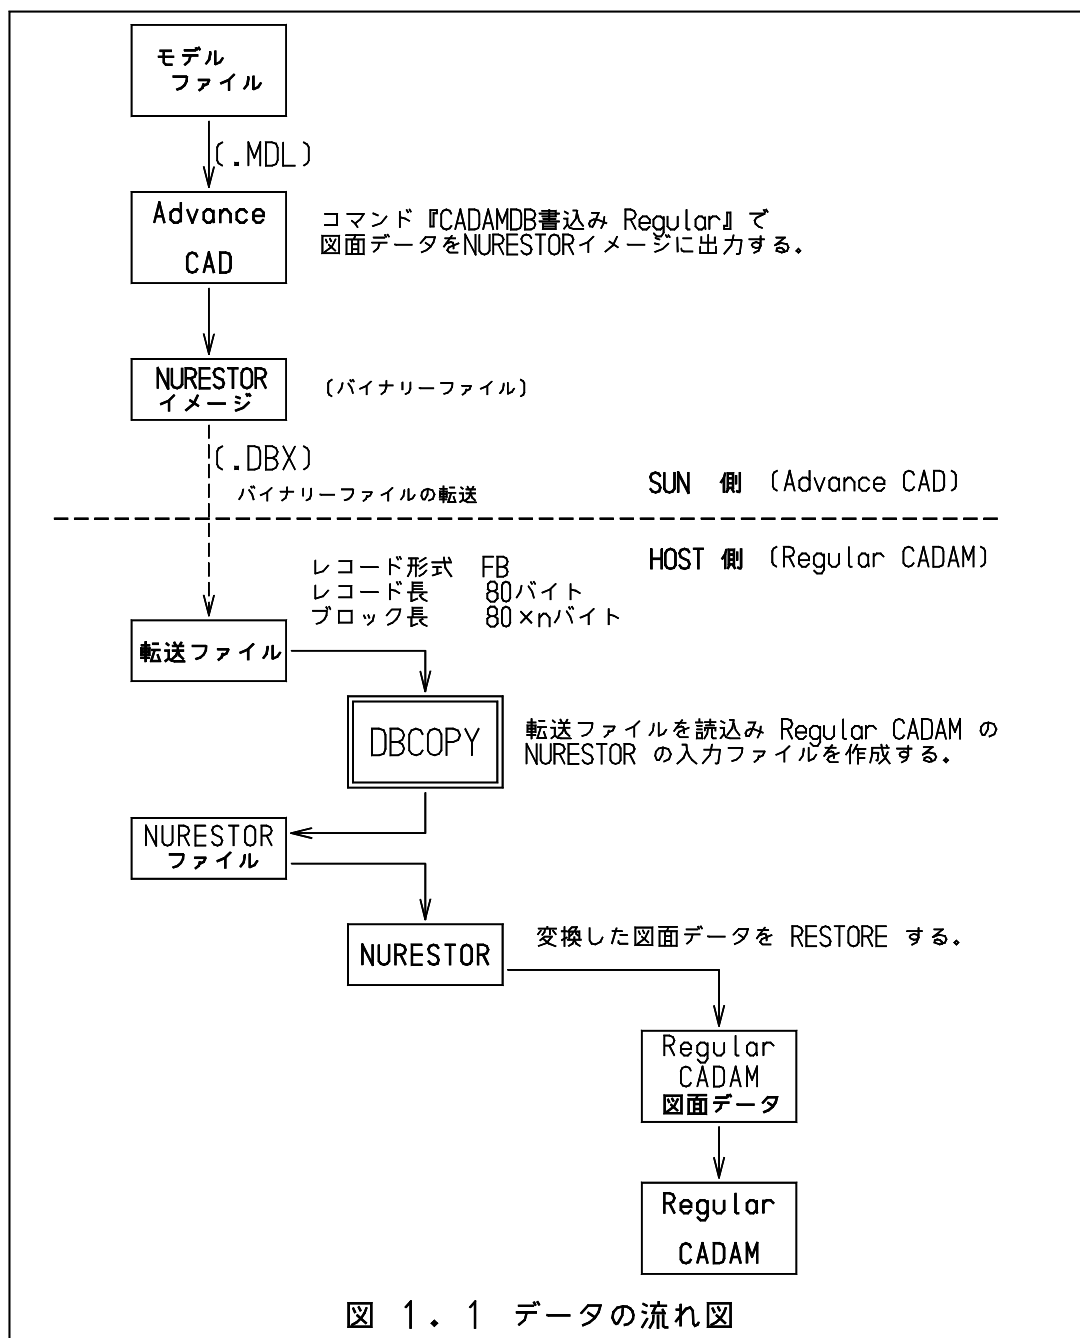 モデル
ファイル
(.MDL)
Advance
CAD
コマンド『CADAMDB書込み Regular』で
図面データをNURESTORイメージに出力する。
NURESTOR
イメージ
(バイナリーファイル)
(.DBX)
バイナリーファイルの転送
SUN 側 (Advance CAD)
HOST 側 (Regular CADAM)
レコード形式 FB
レコード長 80バイト
ブロック長 80×nバイト
転送ファイル
DBCOPY
転送ファイルを読込み Regular CADAM の
NURESTOR の入力ファイルを作成する。
NURESTOR
ファイル
NURESTOR
変換した図面データを RESTORE する。
Regular
CADAM
図面データ
Regular
CADAM
図 1. 1 データの流れ図